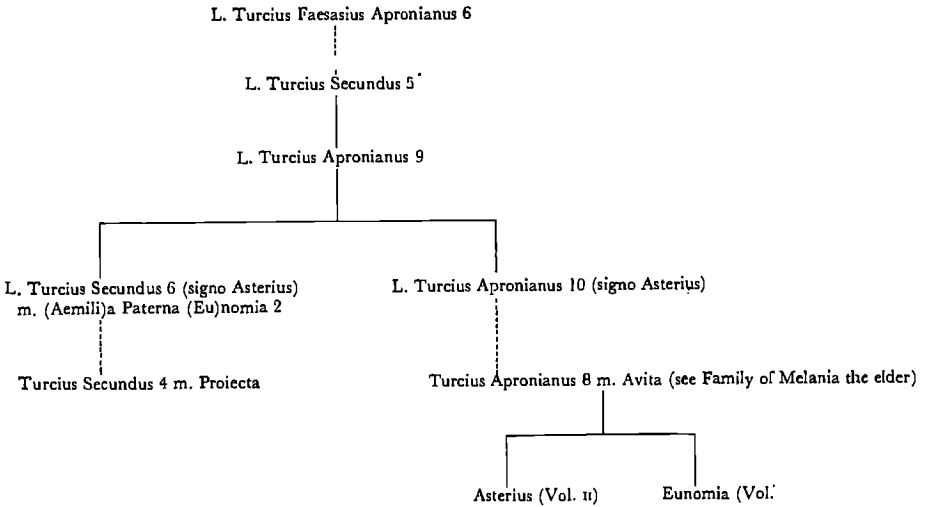 L. Turcius Faesasius Apronianus 6
L. Turcius Secundus 5
L. Turcius Apronianus 9
L. Turcius Secundus 6 (signo Asterius)
m. (Aemili)a Paterna (Eu)nomia 2
L. Turcius Apronianus 10 (signo Asterius)
Turcius Secundus 4 m. Proiecta
Turcius Apronianus 8 m. Avita (see Family of Melania the elder)
Asterius (Vol. II)
Eunomia (Vol.